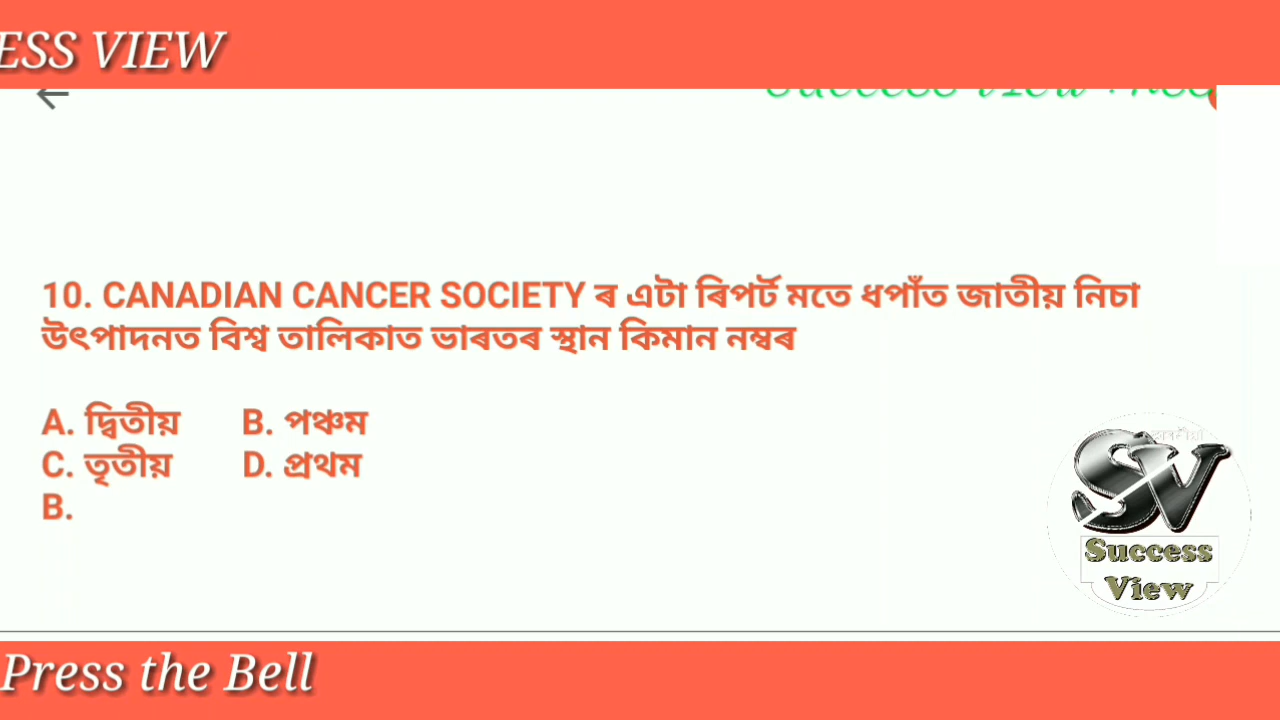 ESS VIEW
10. CANADIAN CANCER SOCIETY ৰ এটা ৰিপৰ্ট মতে ধপাঁত জাতীয় নিচা
উৎপাদনত বিশ্ব তালিকাত ভাৰতৰ স্থান কিমান নম্বৰ
A. দ্বিতীয় B. পঞ্চম
C. তৃতীয় D. প্ৰথম
B.
SV
Success
View
Press the Bell